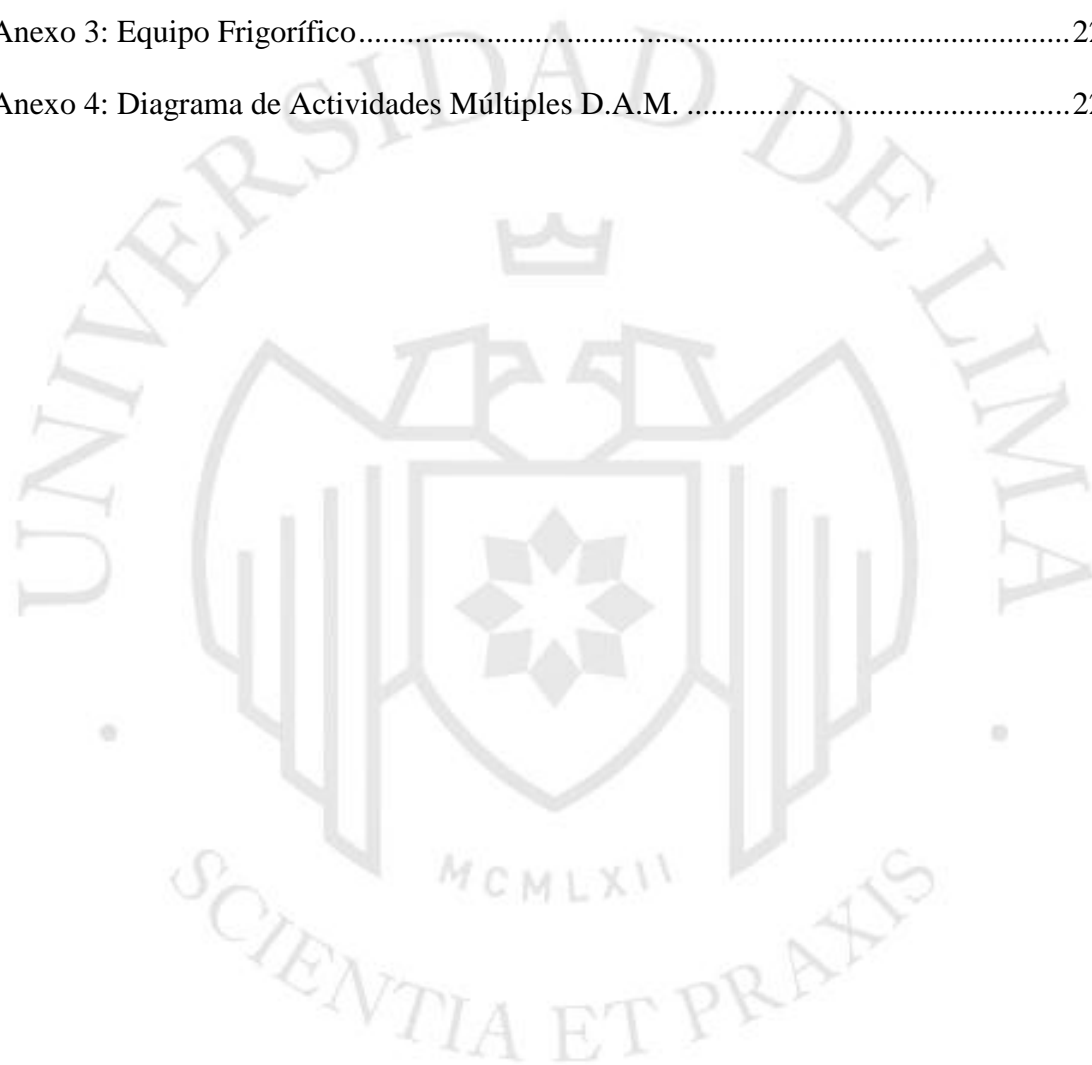 Anexo 3: Equipo Frigorífico
Anexo 4: Diagrama de Actividades Múltiples D.A.M.
UNIVERSIDAD DE LIMA
MCMLXII
SCIENTIA ET PRAXIS